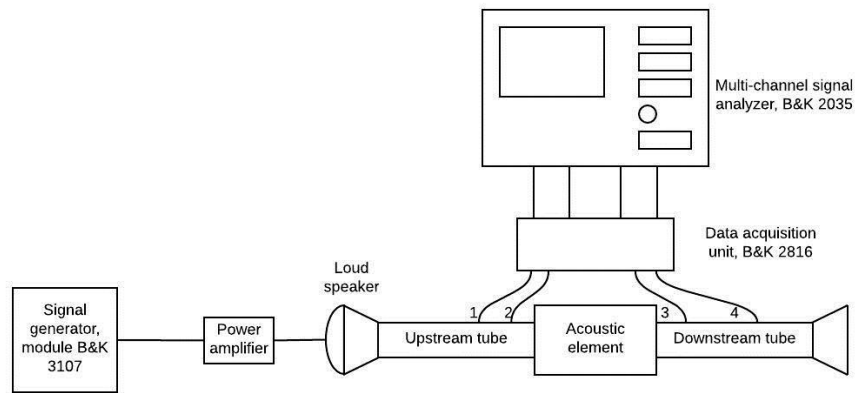 Multi-channel signal
analyzer, B&K 2035
Data acquisition
unit, B&K 2816
Loud
speaker
Signal
generator,
module B&K
3107
Power
amplifier
1
2
3
4
Upstream tube
Acoustic
element
Downstream tube